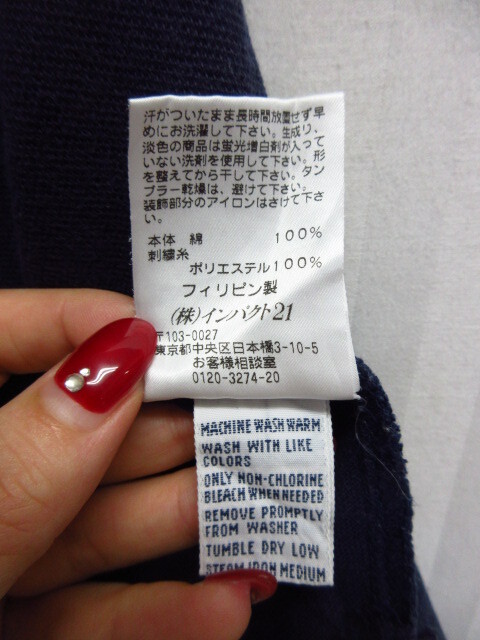 汗がついたまま長時間放置せず早
めにお洗濯して下さい。生成り、
淡色の商品は蛍光増白剤が入って
いない洗剤を使用して下さい。形
を整えてから干して下さい。タン
ブラー乾燥は、避けて下さい。
装飾部分のアイロンはさけて下さ
い。
本体 綿 100%
刺繍糸
ポリエステル100%
フィリピン製
(株)インパクト21
〒103-0027
東京都中央区日本橋3-10-5
お客様相談室
0120-3274-20
MACHINE WASH WARM
WASH WITH LIKE
COLORS
ONLY NON-CHLORINE
BLEACH WHEN NEEDED
REMOVE PROMPTLY
FROM WASHER
TUMBLE DRY LOW
STEAM IRON MEDIUM